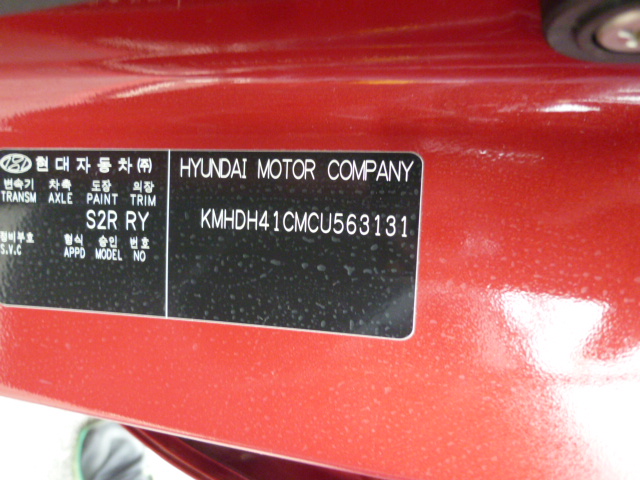 현대자동차㈜
변속기 차축 도장 의장
TRANSM AXLE PAINT TRIM
S2R RY
정비부호 형식 승인 번호
S.V.C APPD MODEL NO
HYUNDAI MOTOR COMPANY
KMHDH41CMCU563131